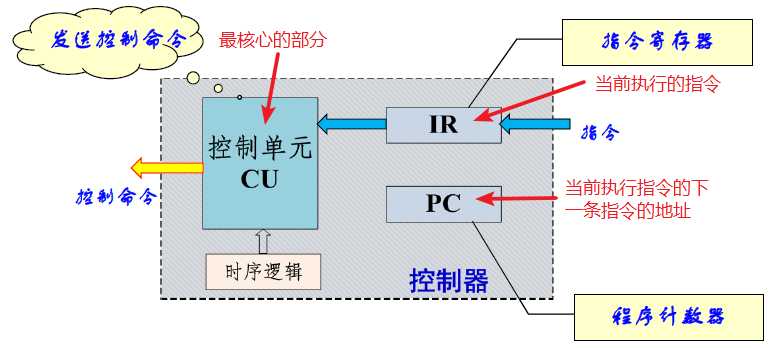 发送控制命令
最核心的部分
指令寄存器
当前执行的指令
IR
指令
控制单元
CU
控制命令
PC
当前执行指令的下
一条指令的地址
时序逻辑
控制器
程序计数器